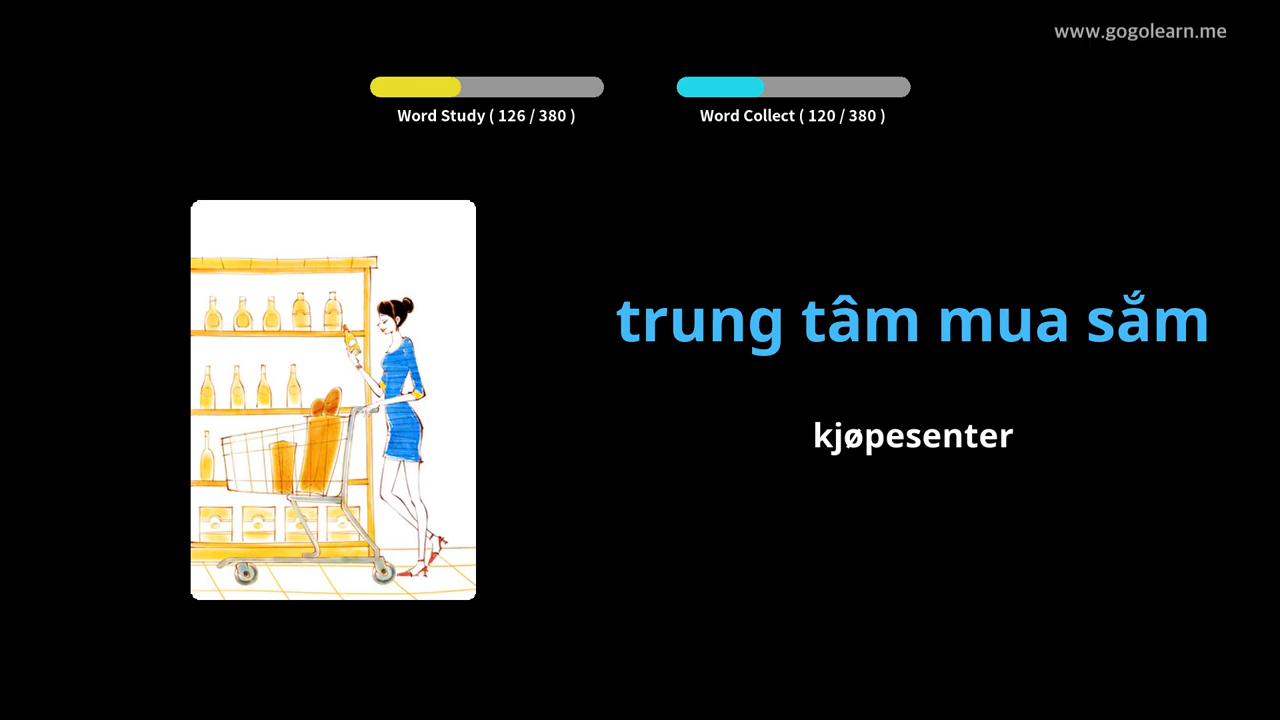 www.gogolearn.me
Word Study ( 126 / 380 )
Word Collect ( 120 / 380 )
trung tâm mua sắm
kjøpesenter